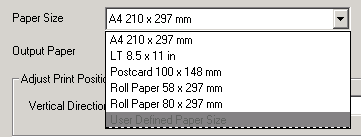 Paper Size
A4 210 x 297 mm
A4 210 x 297 mm
Output Paper
LT 8.5 x 11 in
Postcard 100 x 148 mm
Adjust Print Positio
Roll Paper 58 x 297 mm
Vertical Direction
Roll Paper 80 x 297 mm
User Defined Paper Size